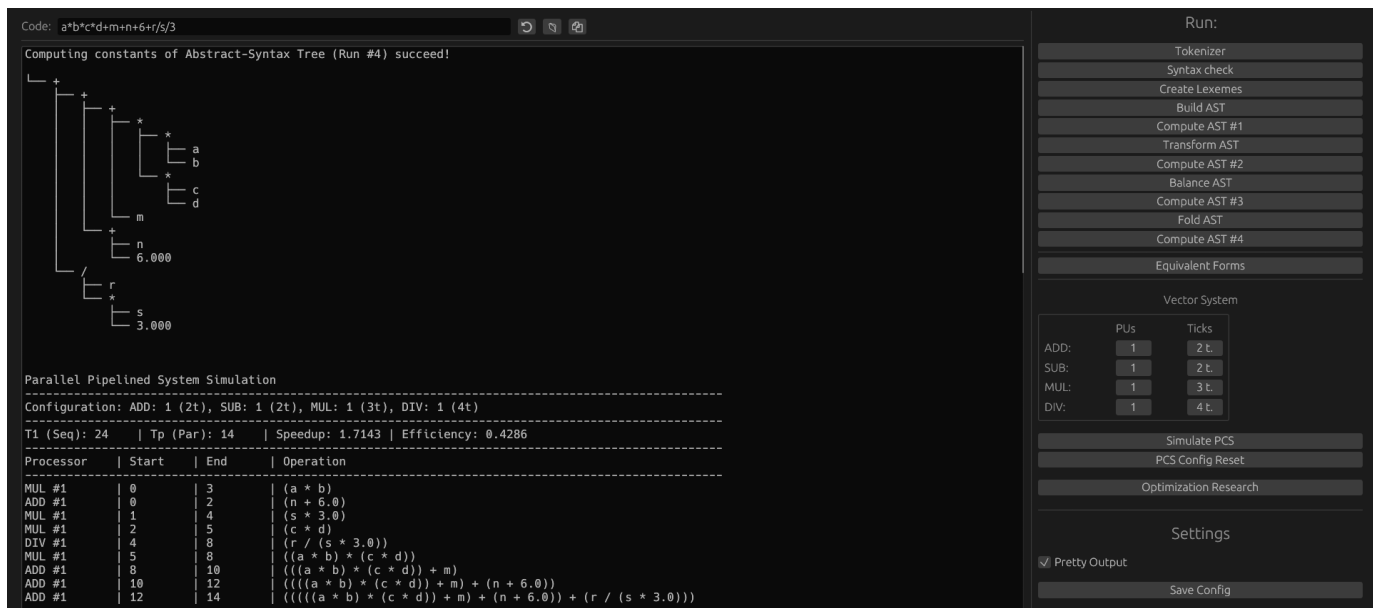 Code: a*b*c*d+m+n+6+r/s/3
Computing constants of Abstract-Syntax Tree (Run #4) succeed!
└── +
    ├── +
    │   ├── +
    │   │   ├── *
    │   │   │   ├── *
    │   │   │   │   ├── a
    │   │   │   │   └── b
    │   │   │   └── *
    │   │   │       ├── c
    │   │   │       └── d
    │   │   └── m
    │   └── +
    │       ├── n
    │       └── 6.000
    └── /
        ├── r
        └── *
            ├── s
            └── 3.000
Parallel Pipelined System Simulation
Configuration: ADD: 1 (2t), SUB: 1 (2t), MUL: 1 (3t), DIV: 1 (4t)
T1 (Seq): 24 | Tp (Par): 14 | Speedup: 1.7143 | Efficiency: 0.4286
Processor | Start | End | Operation
MUL #1 | 0 | 3 | (a * b)
ADD #1 | 0 | 2 | (n + 6.0)
MUL #1 | 1 | 4 | (s * 3.0)
MUL #1 | 2 | 5 | (c * d)
DIV #1 | 4 | 8 | (r / (s * 3.0))
MUL #1 | 5 | 8 | ((a * b) * (c * d))
ADD #1 | 8 | 10 | (((a * b) * (c * d)) + m)
ADD #1 | 10 | 12 | ((((a * b) * (c * d)) + m) + (n + 6.0))
ADD #1 | 12 | 14 | (((((a * b) * (c * d)) + m) + (n + 6.0)) + (r / (s * 3.0)))
Run:
Tokenizer
Syntax check
Create Lexemes
Build AST
Compute AST #1
Transform AST
Compute AST #2
Balance AST
Compute AST #3
Fold AST
Compute AST #4
Equivalent Forms
Vector System
PUs Ticks
ADD: 1 2 t.
SUB: 1 2 t.
MUL: 1 3 t.
DIV: 1 4 t.
Simulate PCS
PCS Config Reset
Optimization Research
Settings
Pretty Output
Save Config